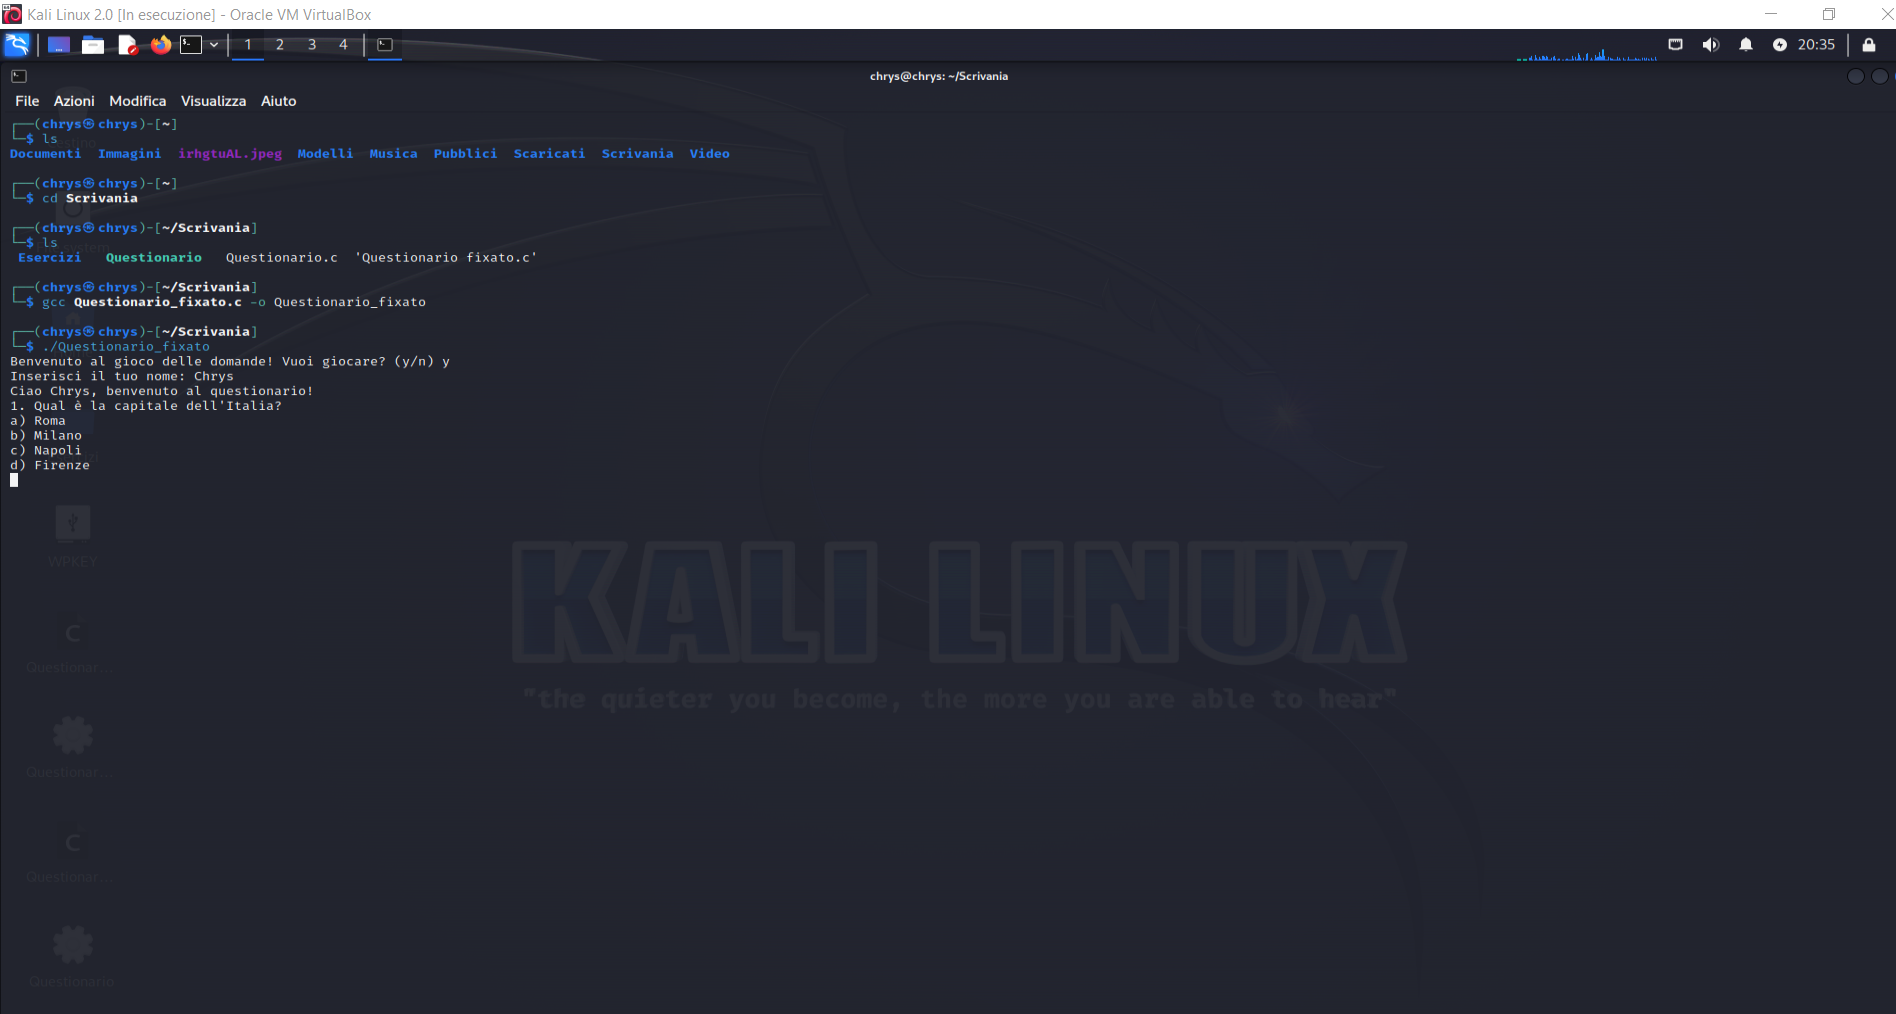 Kali Linux 2.0 [In esecuzione] - Oracle VM VirtualBox
1 2 3 4
20:35
chrys@chrys: ~/Scrivania
File Azioni Modifica Visualizza Aiuto
┌──(chrys㉿chrys)-[~]
└─$ ls
Documenti Immagini irhgtuAL.jpeg Modelli Musica Pubblici Scaricati Scrivania Video
┌──(chrys㉿chrys)-[~]
└─$ cd Scrivania
┌──(chrys㉿chrys)-[~/Scrivania]
└─$ ls
Esercizi Questionario Questionario.c 'Questionario fixato.c'
┌──(chrys㉿chrys)-[~/Scrivania]
└─$ gcc Questionario_fixato.c -o Questionario_fixato
┌──(chrys㉿chrys)-[~/Scrivania]
└─$ ./Questionario_fixato
Benvenuto al gioco delle domande! Vuoi giocare? (y/n) y
Inserisci il tuo nome: Chrys
Ciao Chrys, benvenuto al questionario!
1. Qual è la capitale dell'Italia?
a) Roma
b) Milano
c) Napoli
d) Firenze
WPKEY
KALI LINUX
"the quieter you become, the more you are able to hear"
C
Questionar...
Questionar...
C
Questionar...
Questionario